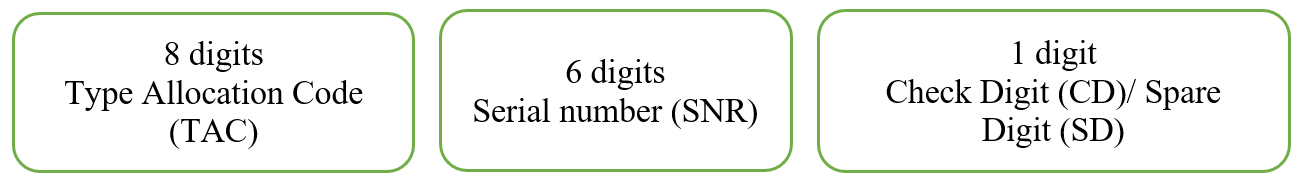 8 digits
Type Allocation Code
(TAC)
6 digits
Serial number (SNR)
1 digit
Check Digit (CD)/ Spare
Digit (SD)